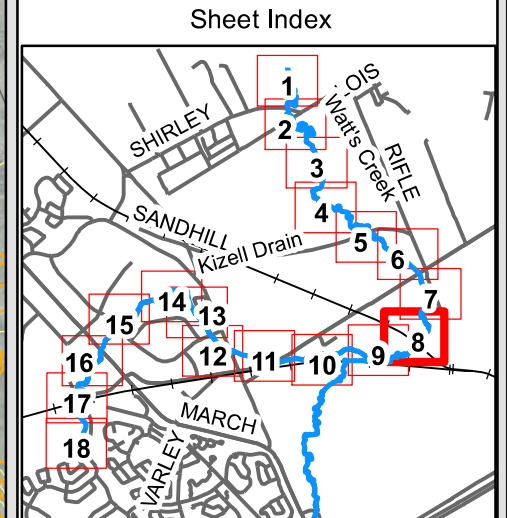 Sheet Index
1
OIS
2
SHIRLEY
Watt's Creek
RIFLE
3
4
SANDHILL
Kizell Drain
5
6
7
14
13
15
8
16
12
11
10
9
17
MARCH
18
VARLEY